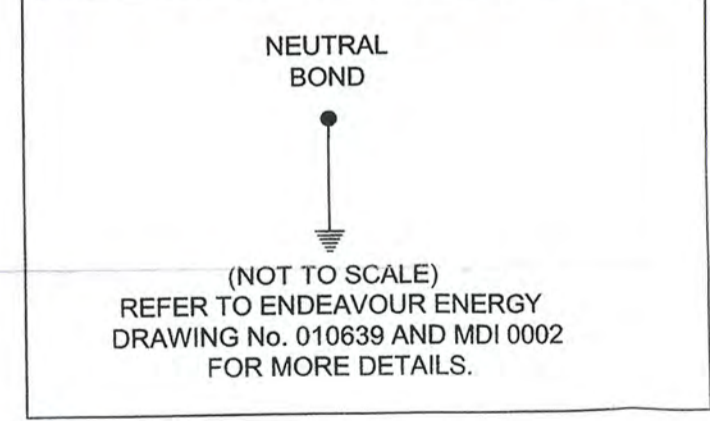 NEUTRAL
BOND
(NOT TO SCALE)
REFER TO ENDEAVOUR ENERGY
DRAWING No. 010639 AND MDI 0002
FOR MORE DETAILS.